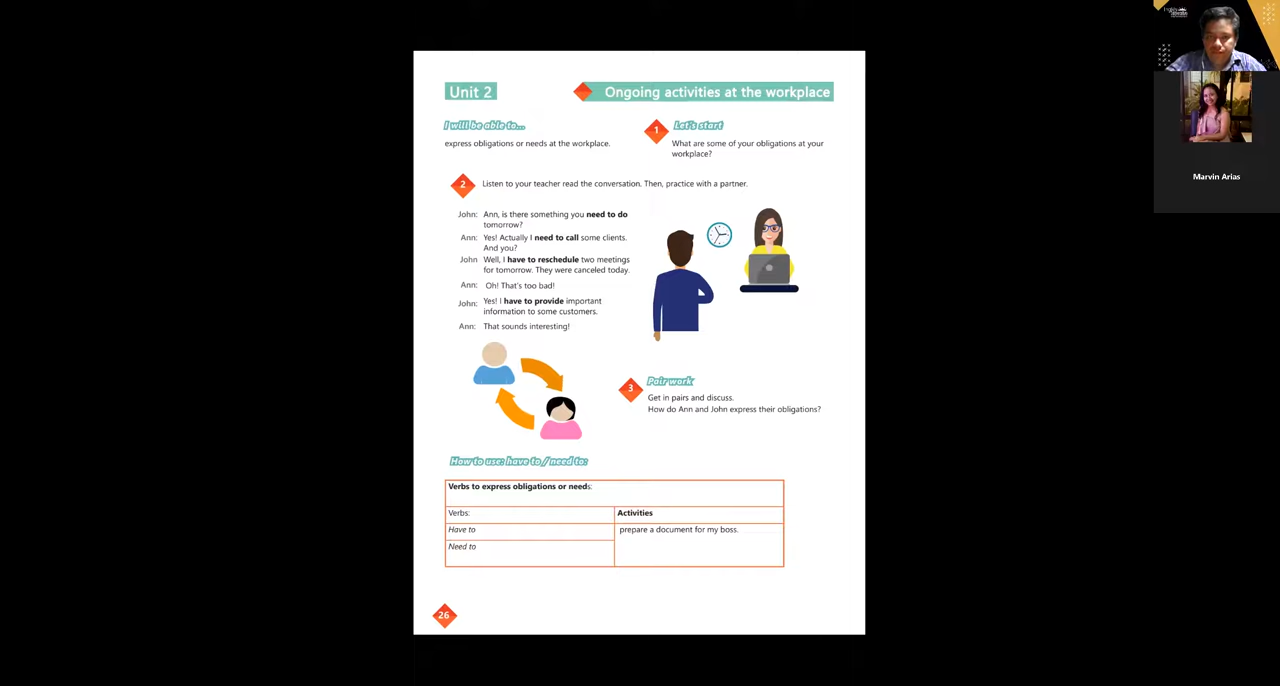 Unit 2
Ongoing activities at the workplace
I will be able to...
express obligations or needs at the workplace.
1
Let's start
What are some of your obligations at your
workplace?
2
Listen to your teacher read the conversation. Then, practice with a partner.
John: Ann, is there something you need to do
tomorrow?
Ann: Yes! Actually I need to call some clients.
And you?
John Well, I have to reschedule two meetings
for tomorrow. They were canceled today.
Ann: Oh! That's too bad!
John: Yes! I have to provide important
information to some customers.
Ann: That sounds interesting!
3
Pair work
Get in pairs and discuss.
How do Ann and John express their obligations?
How to use: have to / need to:
Verbs to express obligations or needs:
Verbs:
Activities
Have to
prepare a document for my boss.
Need to
26
Marvin Arias